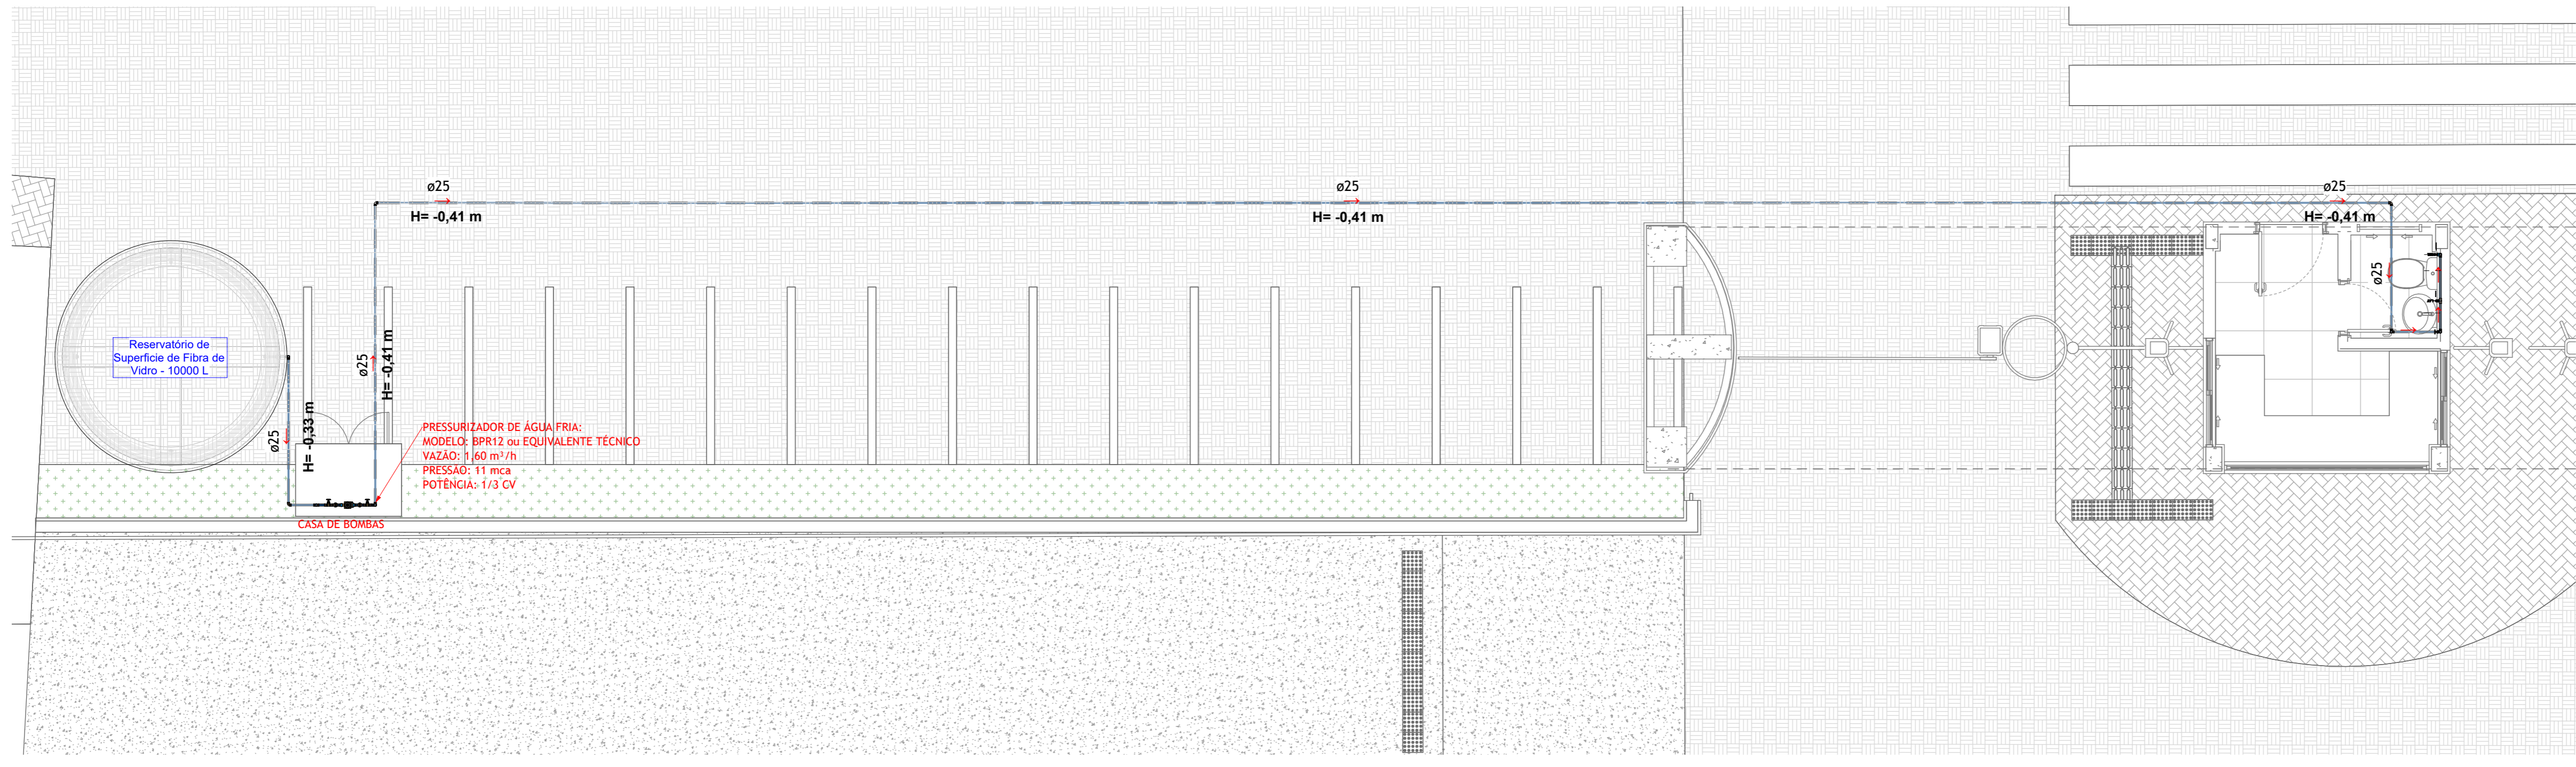 ø25
ø25
ø25
H= -0,41 m
H= -0,41 m
H= -0,41 m
ø25
Reservatório de
Superficie de Fibra de
Vidro - 10000 L
ø25
H= -0,41 m
ø25
H= -0,33 m
PRESSURIZADOR DE ÁGUA FRIA:
MODELO: BPR12 ou EQUIVALENTE TÉCNICO
VAZÃO: 1,60 m³/h
PRESSÃO: 11 mca
POTÊNCIA: 1/3 CV
CASA DE BOMBAS